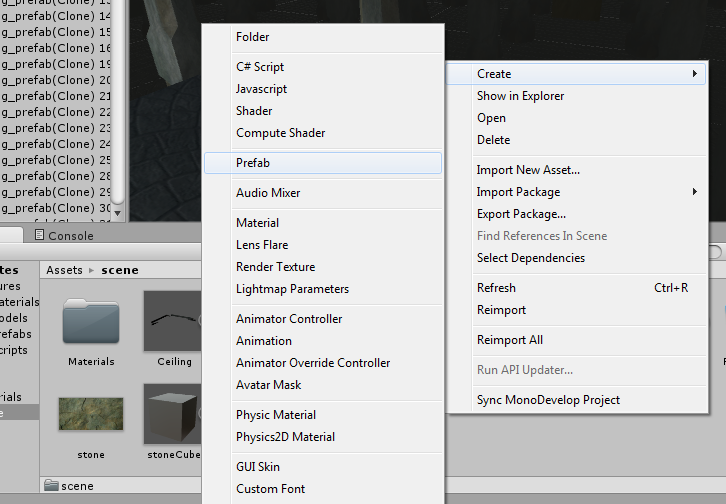 g_prefab(Clone) 14
g_prefab(Clone) 15
g_prefab(Clone) 16
g_prefab(Clone) 19
g_prefab(Clone) 20
g_prefab(Clone) 21
g_prefab(Clone) 22
g_prefab(Clone) 23
g_prefab(Clone) 24
g_prefab(Clone) 25
g_prefab(Clone) 28
g_prefab(Clone) 29
g_prefab(Clone) 30
Folder
C# Script
Javascript
Shader
Compute Shader
Prefab
Audio Mixer
Material
Lens Flare
Render Texture
Lightmap Parameters
Animator Controller
Animation
Animator Override Controller
Avatar Mask
Physic Material
Physics2D Material
GUI Skin
Custom Font
Create
Show in Explorer
Open
Delete
Import New Asset...
Import Package
Export Package...
Find References In Scene
Select Dependencies
Refresh Ctrl+R
Reimport
Reimport All
Run API Updater...
Sync MonoDevelop Project
Console
tes
ures
aterials
odels
efabs
cripts
rials
e
Assets ▸ scene
Materials
Ceiling
stone
stoneCube
scene